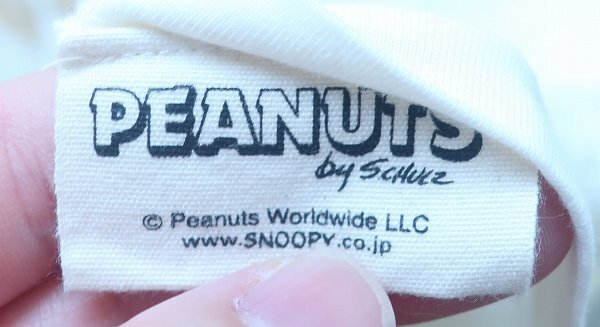 PEANUTS
by SCHULZ
© Peanuts Worldwide LLC
www.SNOOPY.co.jp